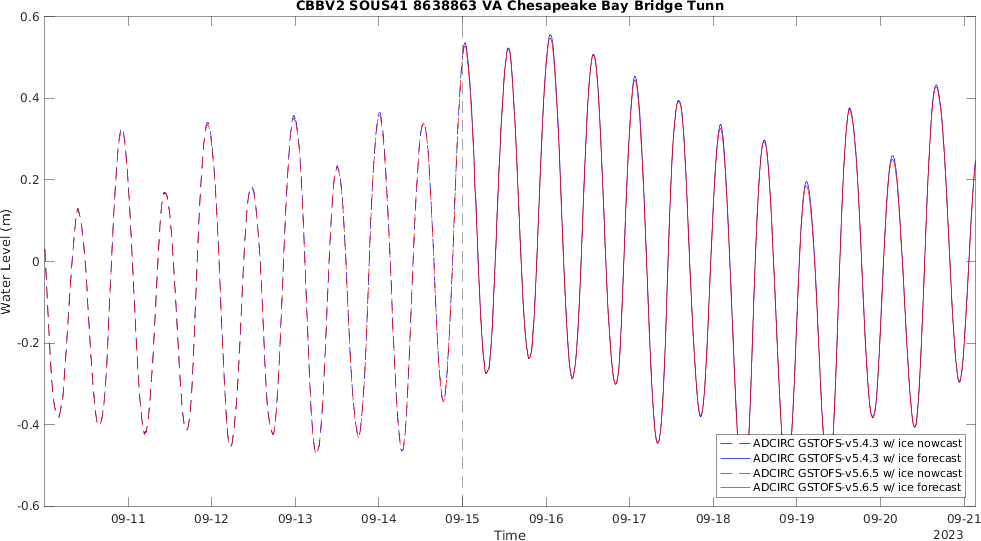 CBBV2 SOUS41 8638863 VA Chesapeake Bay Bridge Tunn
0.6
0.4
0.2
0
-0.2
-0.4
-0.6
Water Level (m)
ADCIRC GSTOFS-v5.4.3 w/ ice nowcast
ADCIRC GSTOFS-v5.4.3 w/ ice forecast
ADCIRC GSTOFS-v5.6.5 w/ ice nowcast
ADCIRC GSTOFS-v5.6.5 w/ ice forecast
09-11 09-12 09-13 09-14 09-15 09-16 09-17 09-18 09-19 09-20 09-21
Time
2023